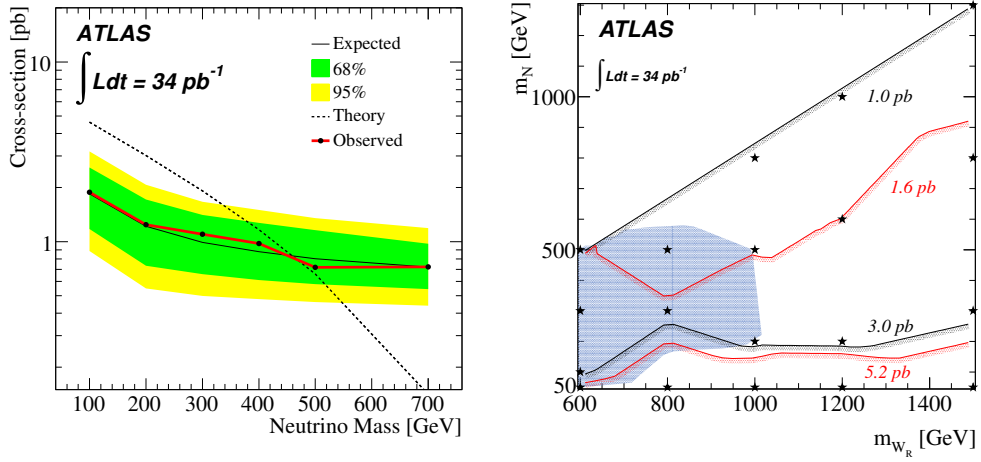 Cross-section [pb]
10
1
ATLAS
∫ Ldt = 34 pb⁻¹
Expected
68%
95%
Theory
Observed
100 200 300 400 500 600 700
Neutrino Mass [GeV]
m_N [GeV]
1000
500
50
ATLAS
∫ Ldt = 34 pb⁻¹
1.0 pb
1.6 pb
3.0 pb
5.2 pb
600 800 1000 1200 1400
m_{W_R} [GeV]